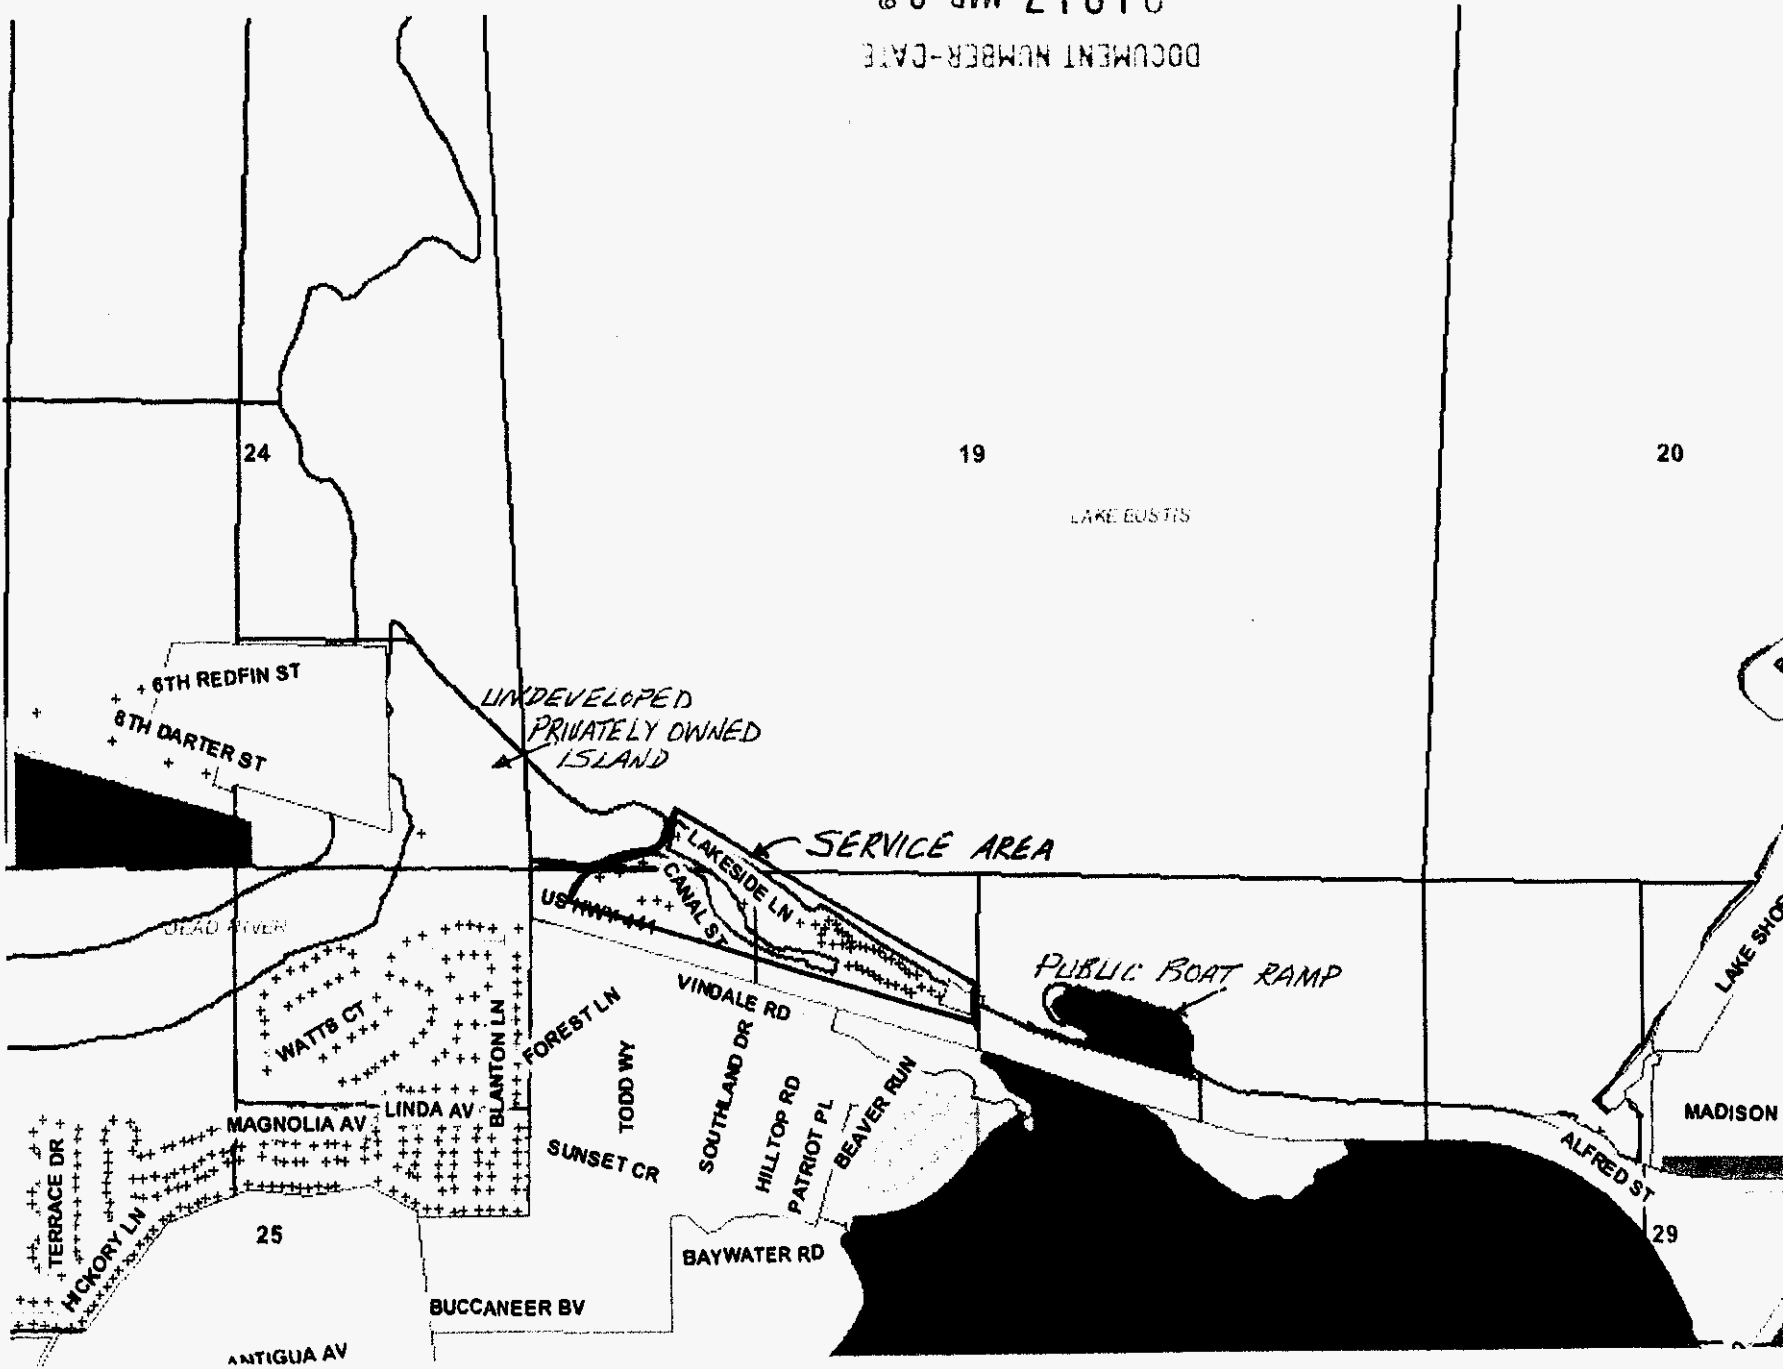 DOCUMENT NUMBER-DATE
24
19
20
LAKE EUSTIS
6TH REDFIN ST
8TH DARTER ST
UNDEVELOPED
PRIVATELY OWNED
ISLAND
SERVICE AREA
LAKESIDE LN
CANAL ST
US HWY 441
DEAD RIVER
LAKE SHOR
PUBLIC BOAT RAMP
VINDALE RD
FOREST LN
WATTS CT
BLANTON LN
TODD WY
SOUTHLAND DR
HILLTOP RD
PATRIOT PL
BEAVER RUN
LINDA AV
MAGNOLIA AV
MADISON
ALFRED ST
SUNSET CR
TERRACE DR
HICKORY LN
25
29
BAYWATER RD
BUCCANEER BV
ANTIGUA AV